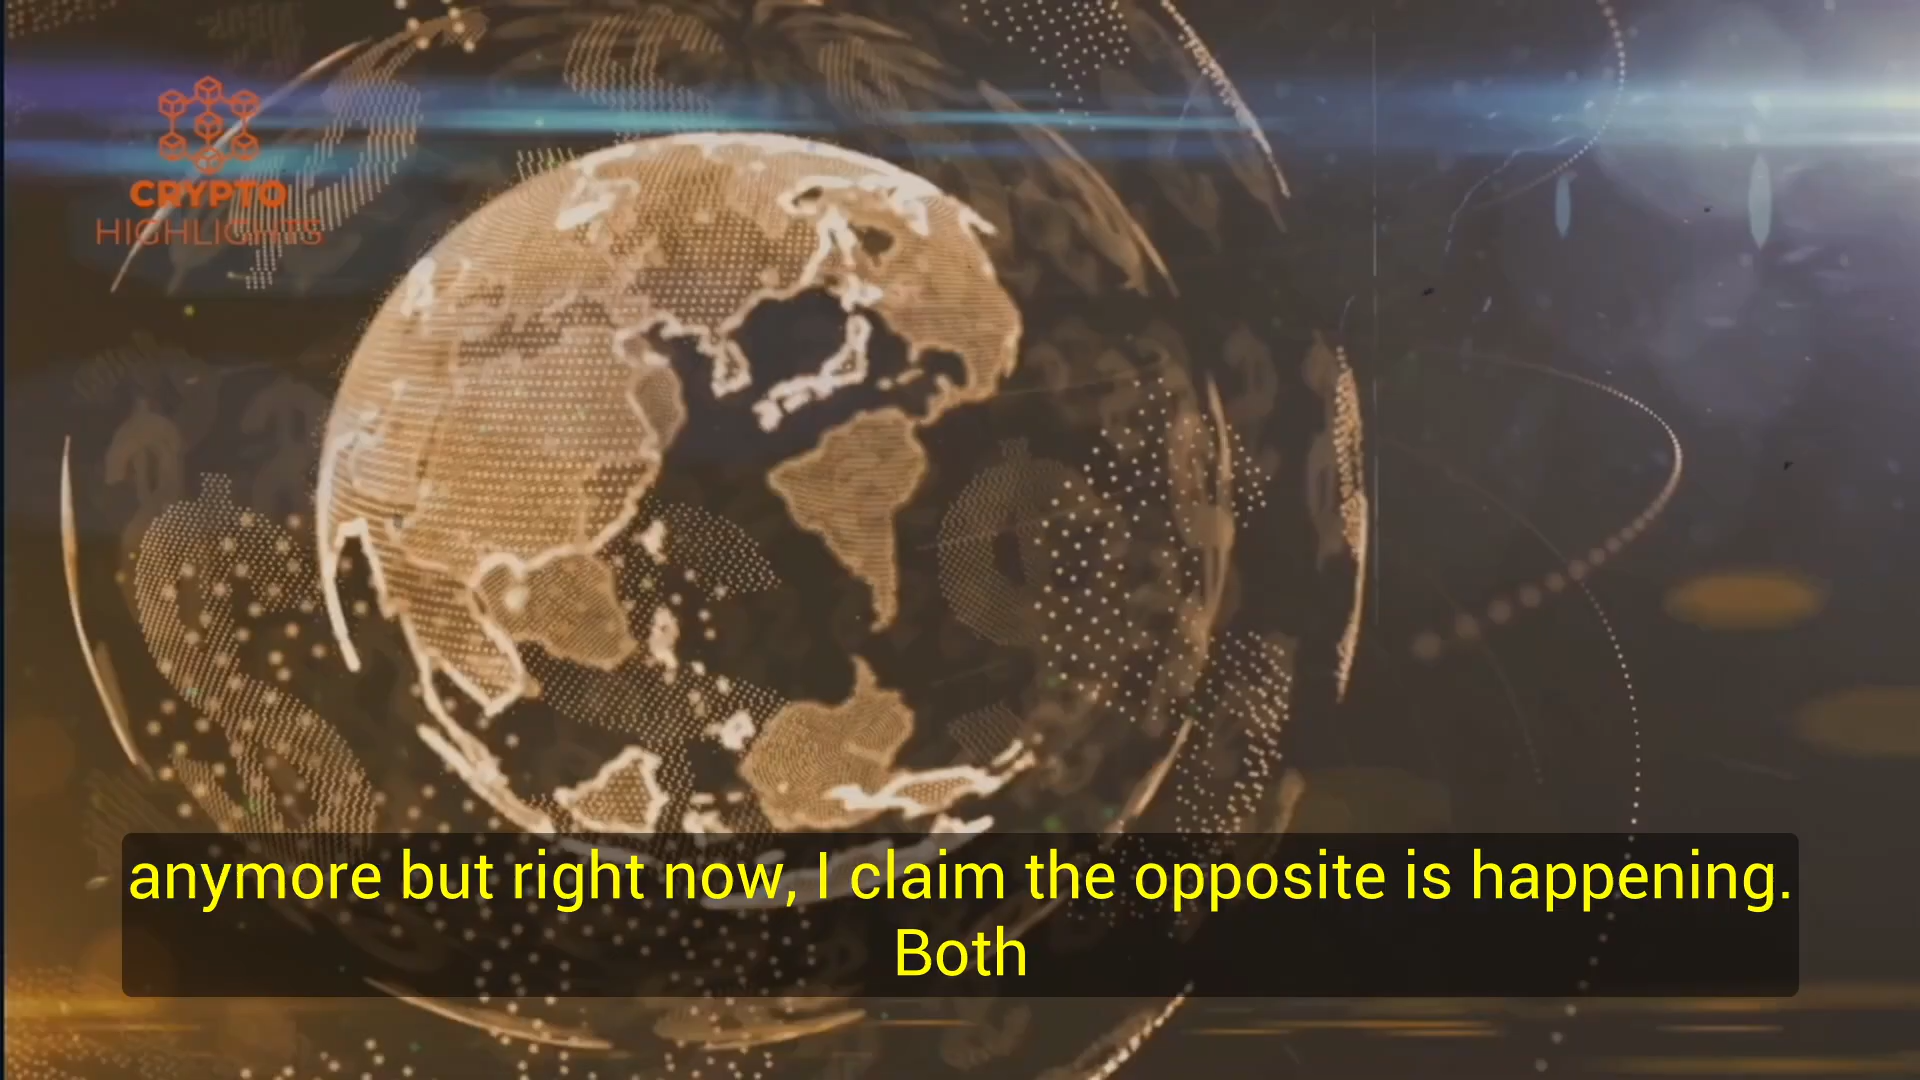 CRYPTO
HIGHLIGHTS
anymore but right now, I claim the opposite is happening.
Both